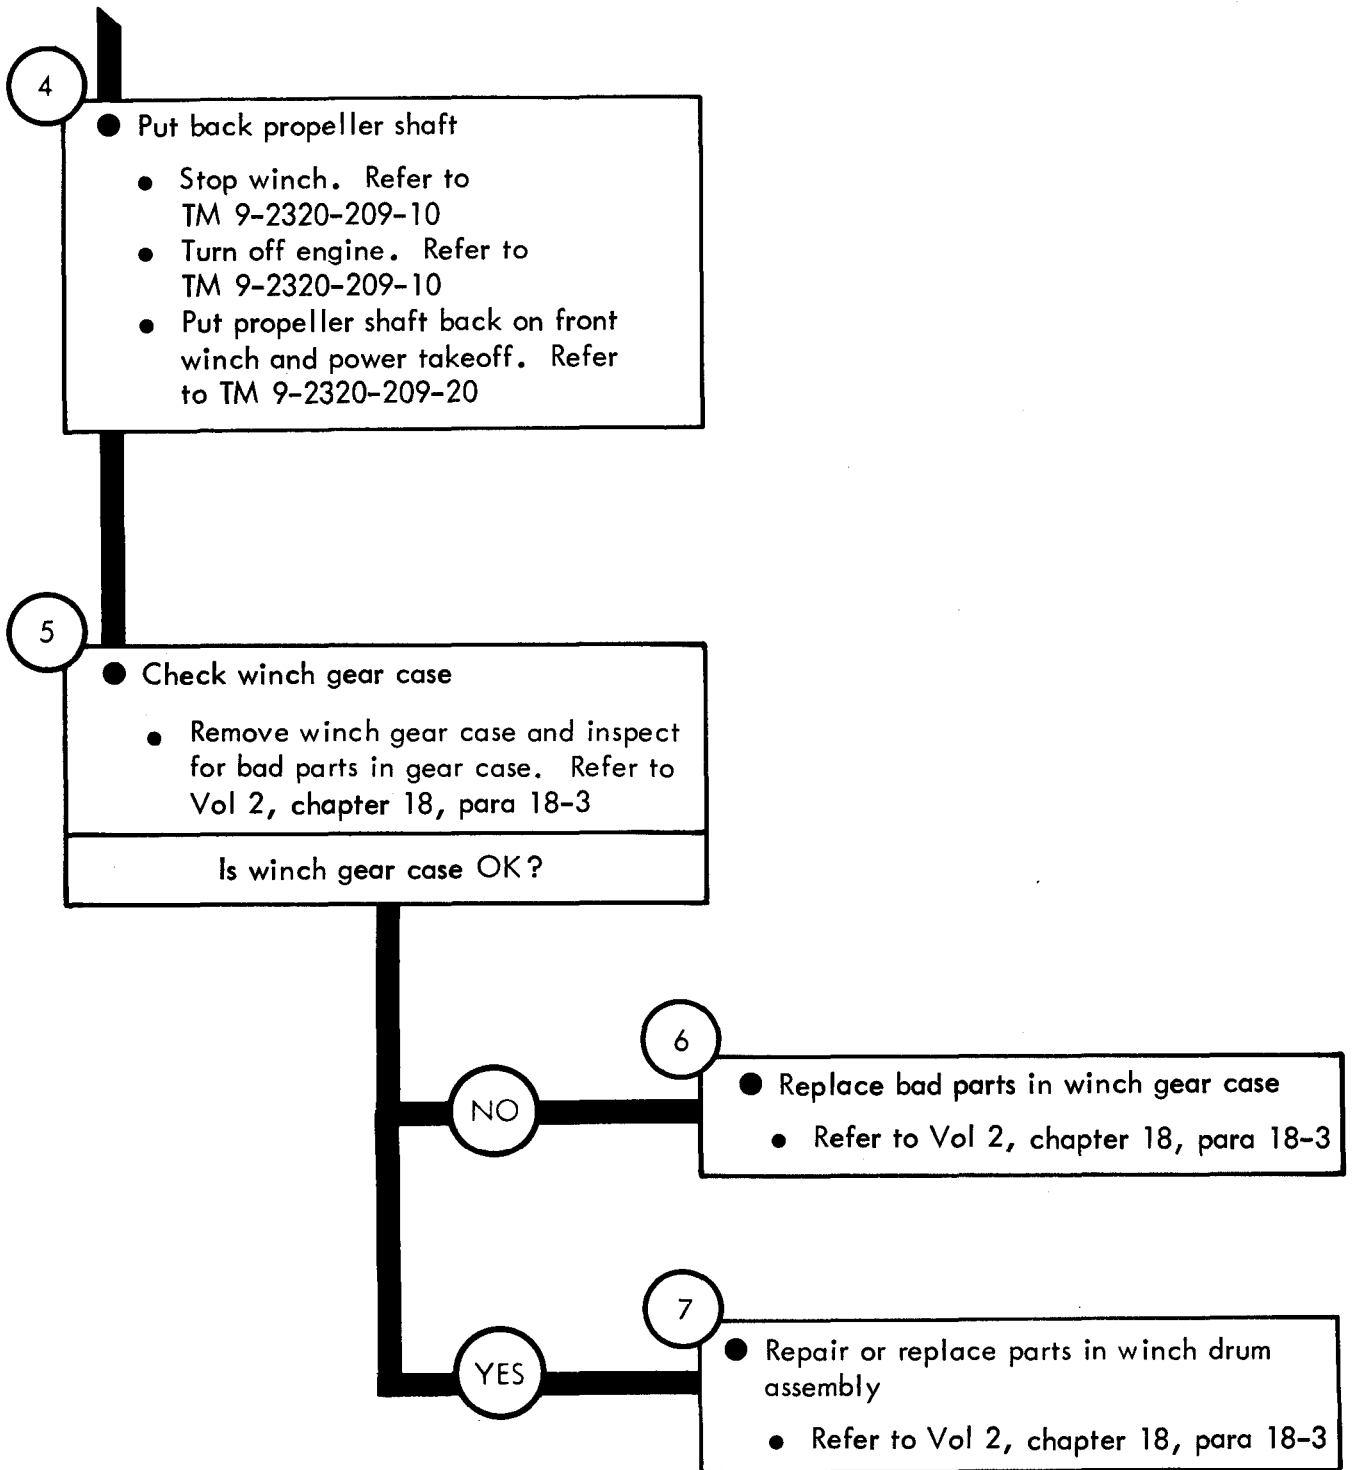 4
● Put back propeller shaft
● Stop winch. Refer to
TM 9-2320-209-10
● Turn off engine. Refer to
TM 9-2320-209-10
● Put propeller shaft back on front
winch and power takeoff. Refer
to TM 9-2320-209-20
5
● Check winch gear case
● Remove winch gear case and inspect
for bad parts in gear case. Refer to
Vol 2, chapter 18, para 18-3
Is winch gear case OK?
6
NO
● Replace bad parts in winch gear case
● Refer to Vol 2, chapter 18, para 18-3
7
YES
● Repair or replace parts in winch drum
assembly
● Refer to Vol 2, chapter 18, para 18-3